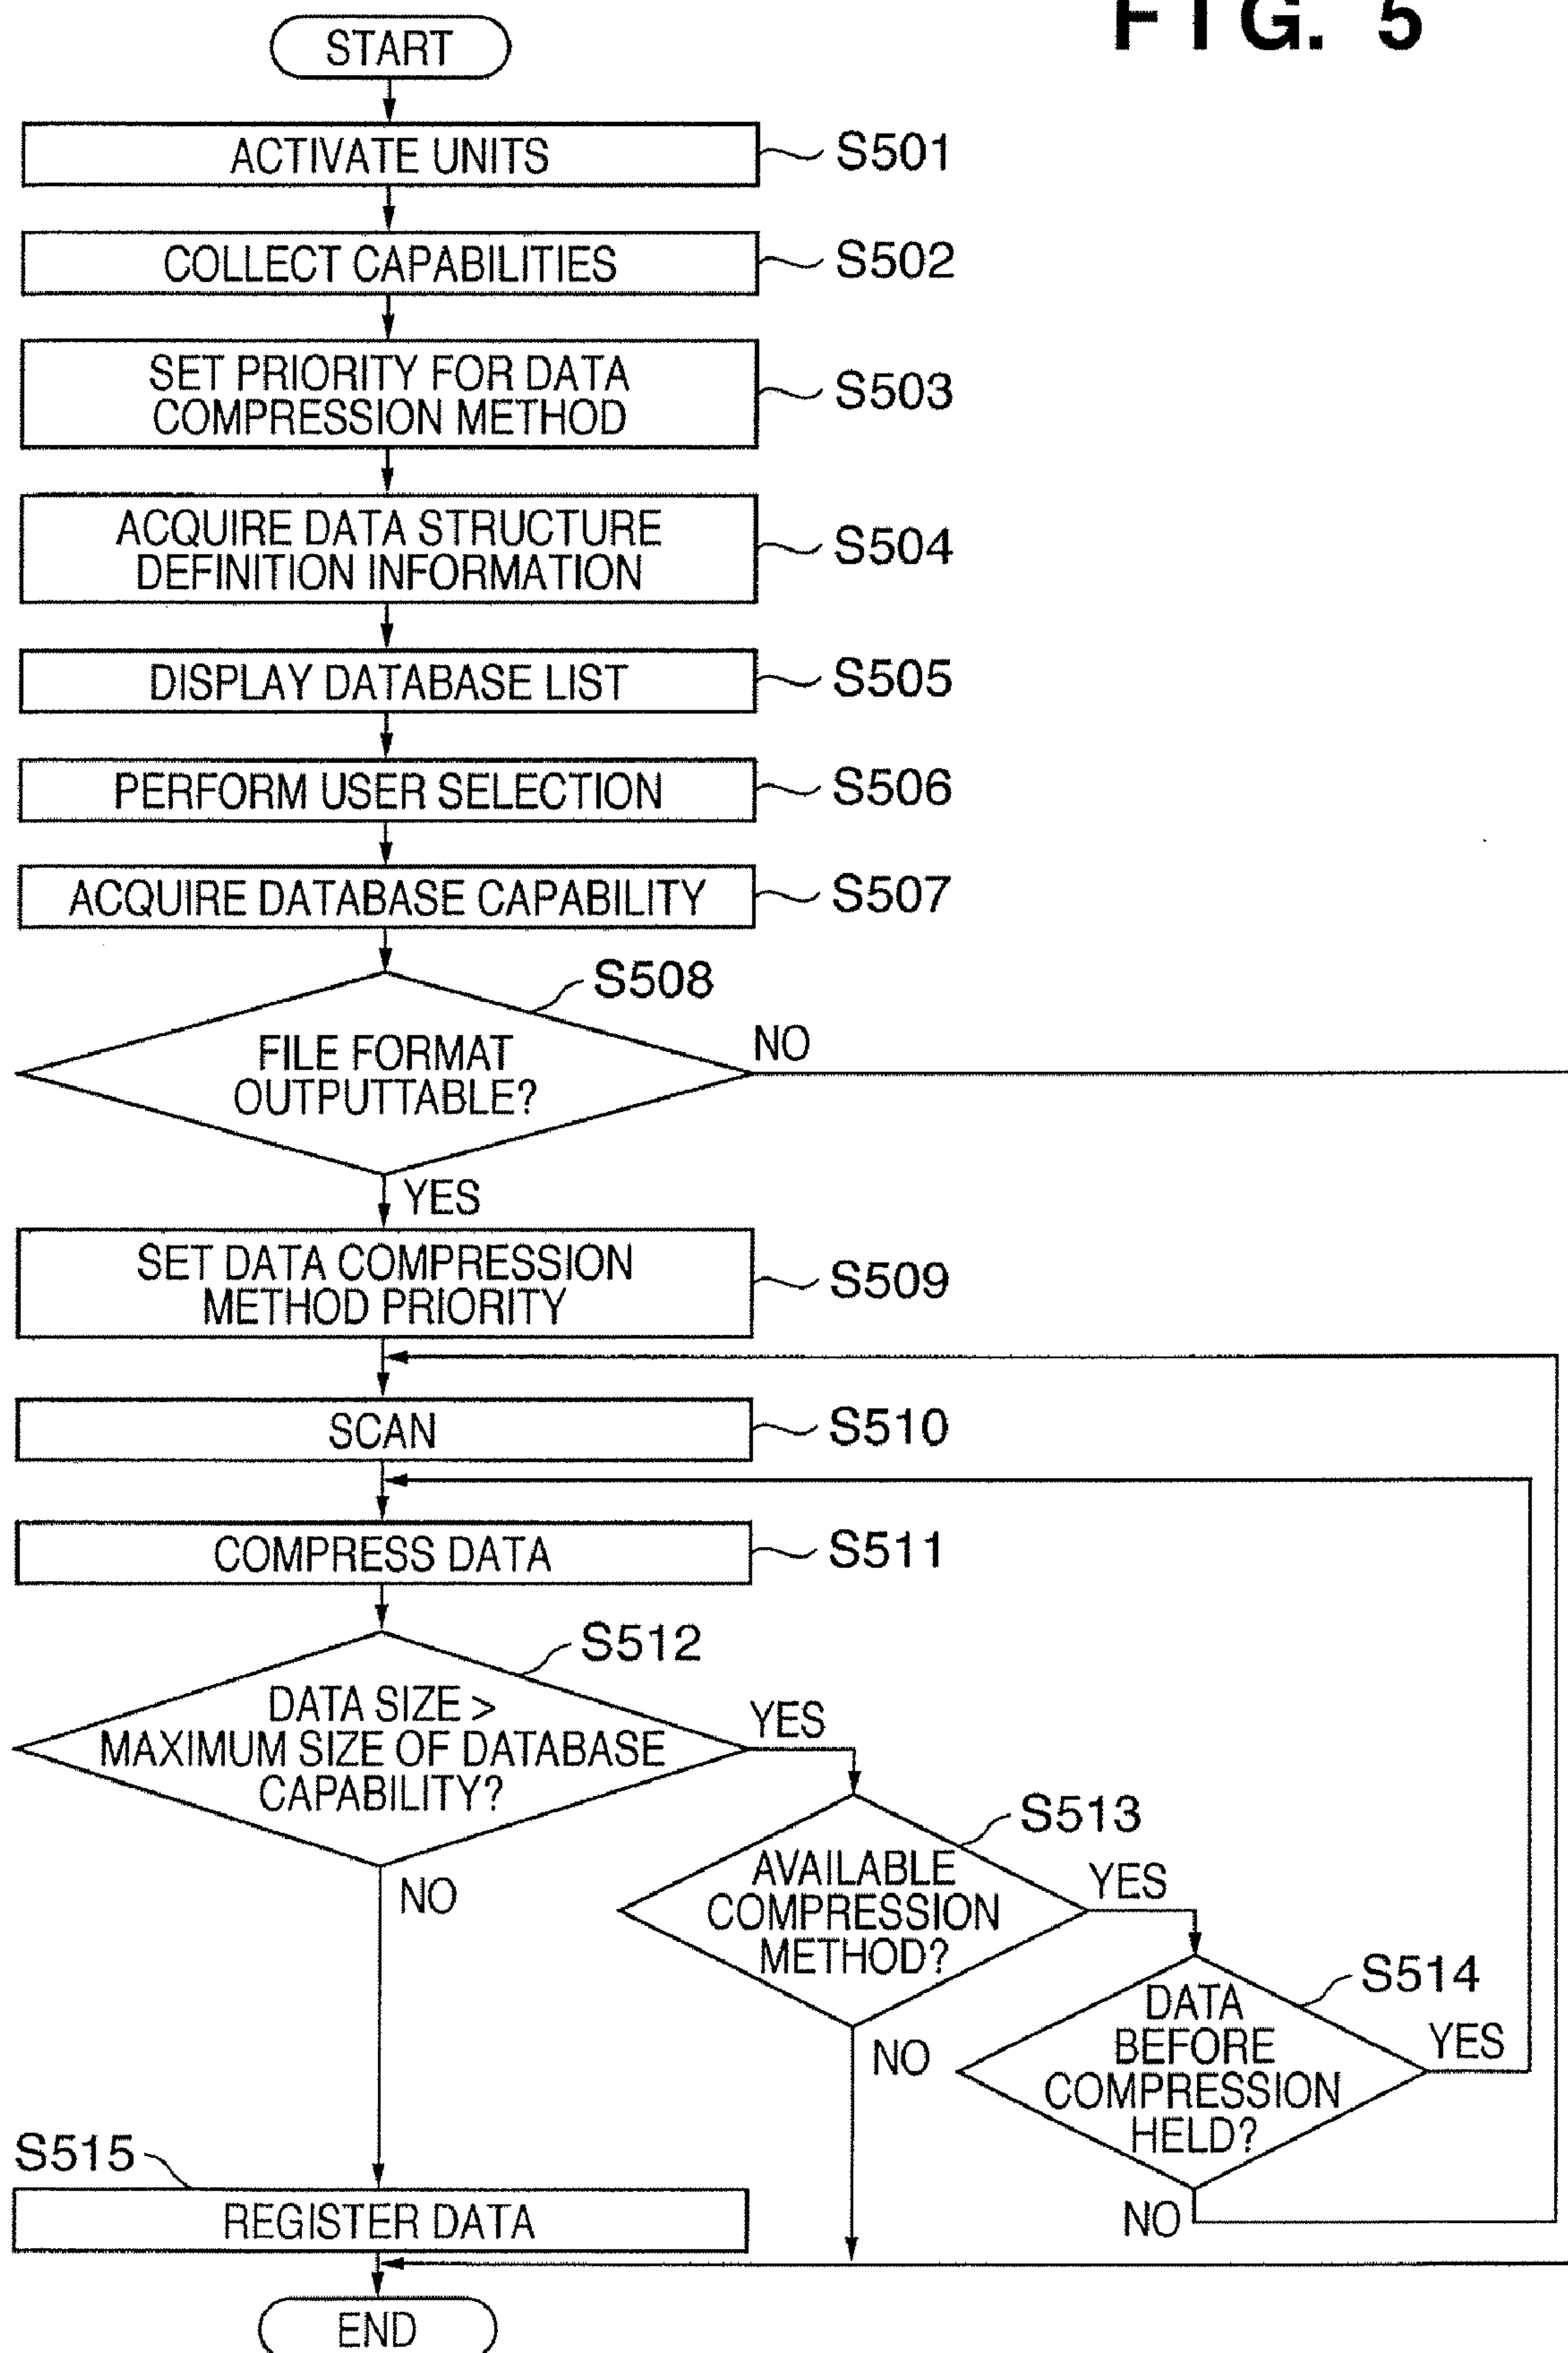 FIG. 5
START
ACTIVATE UNITS
S501
COLLECT CAPABILITIES
S502
SET PRIORITY FOR DATA
COMPRESSION METHOD
S503
ACQUIRE DATA STRUCTURE
DEFINITION INFORMATION
S504
DISPLAY DATABASE LIST
S505
PERFORM USER SELECTION
S506
ACQUIRE DATABASE CAPABILITY
S507
S508
FILE FORMAT
OUTPUTTABLE?
NO
YES
SET DATA COMPRESSION
METHOD PRIORITY
S509
SCAN
S510
COMPRESS DATA
S511
S512
DATA SIZE >
MAXIMUM SIZE OF DATABASE
CAPABILITY?
YES
NO
S513
AVAILABLE
COMPRESSION
METHOD?
YES
NO
S514
DATA
BEFORE
COMPRESSION
HELD?
YES
NO
S515
REGISTER DATA
END